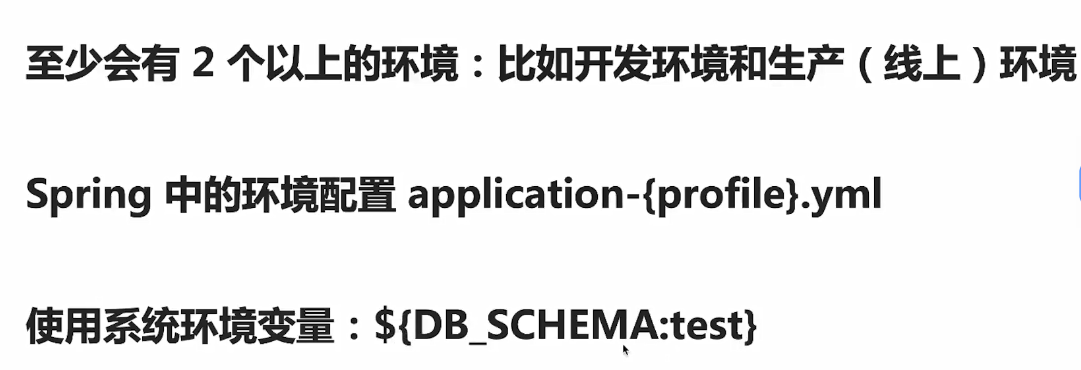 至少会有 2 个以上的环境：比如开发环境和生产（线上）环境
Spring 中的环境配置 application-{profile}.yml
使用系统环境变量：${DB_SCHEMA:test}